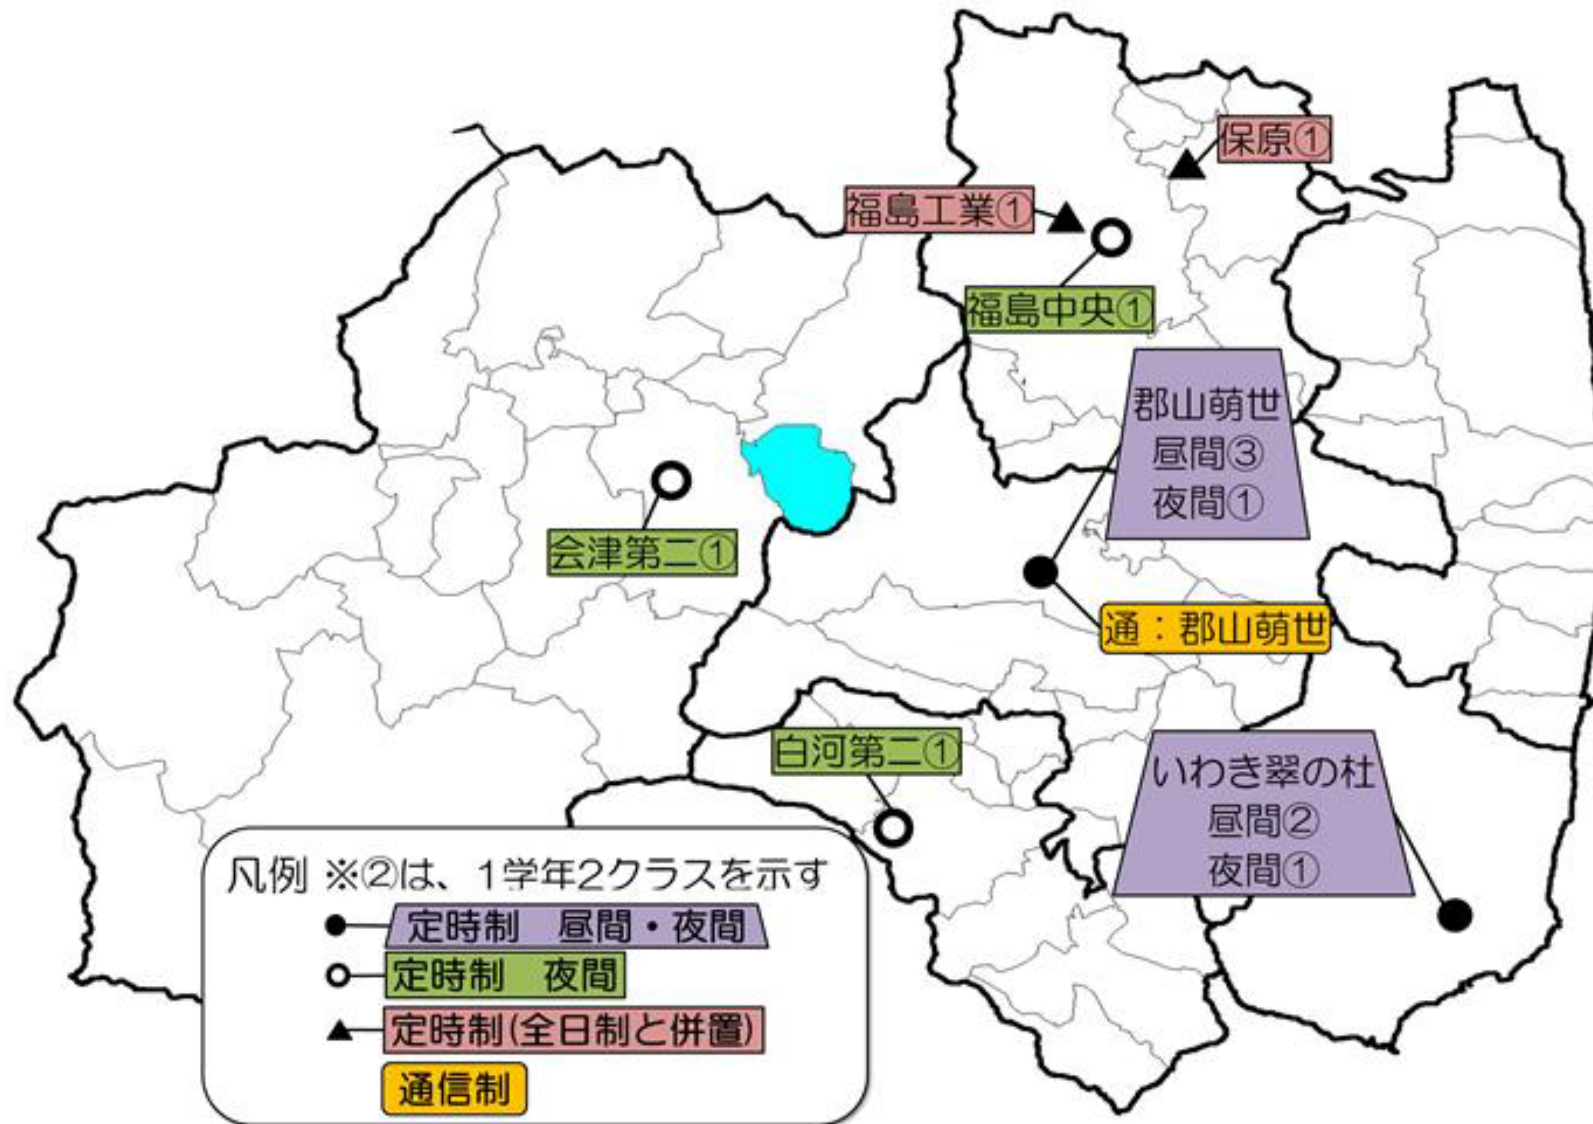 保原①
福島工業①
福島中央①
郡山萌世
昼間③
夜間①
会津第二①
通:郡山萌世
白河第二①
いわき翠の杜
昼間②
夜間①
凡例 ※②は、1学年2クラスを示す
定時制 昼間・夜間
定時制 夜間
定時制(全日制と併置)
通信制